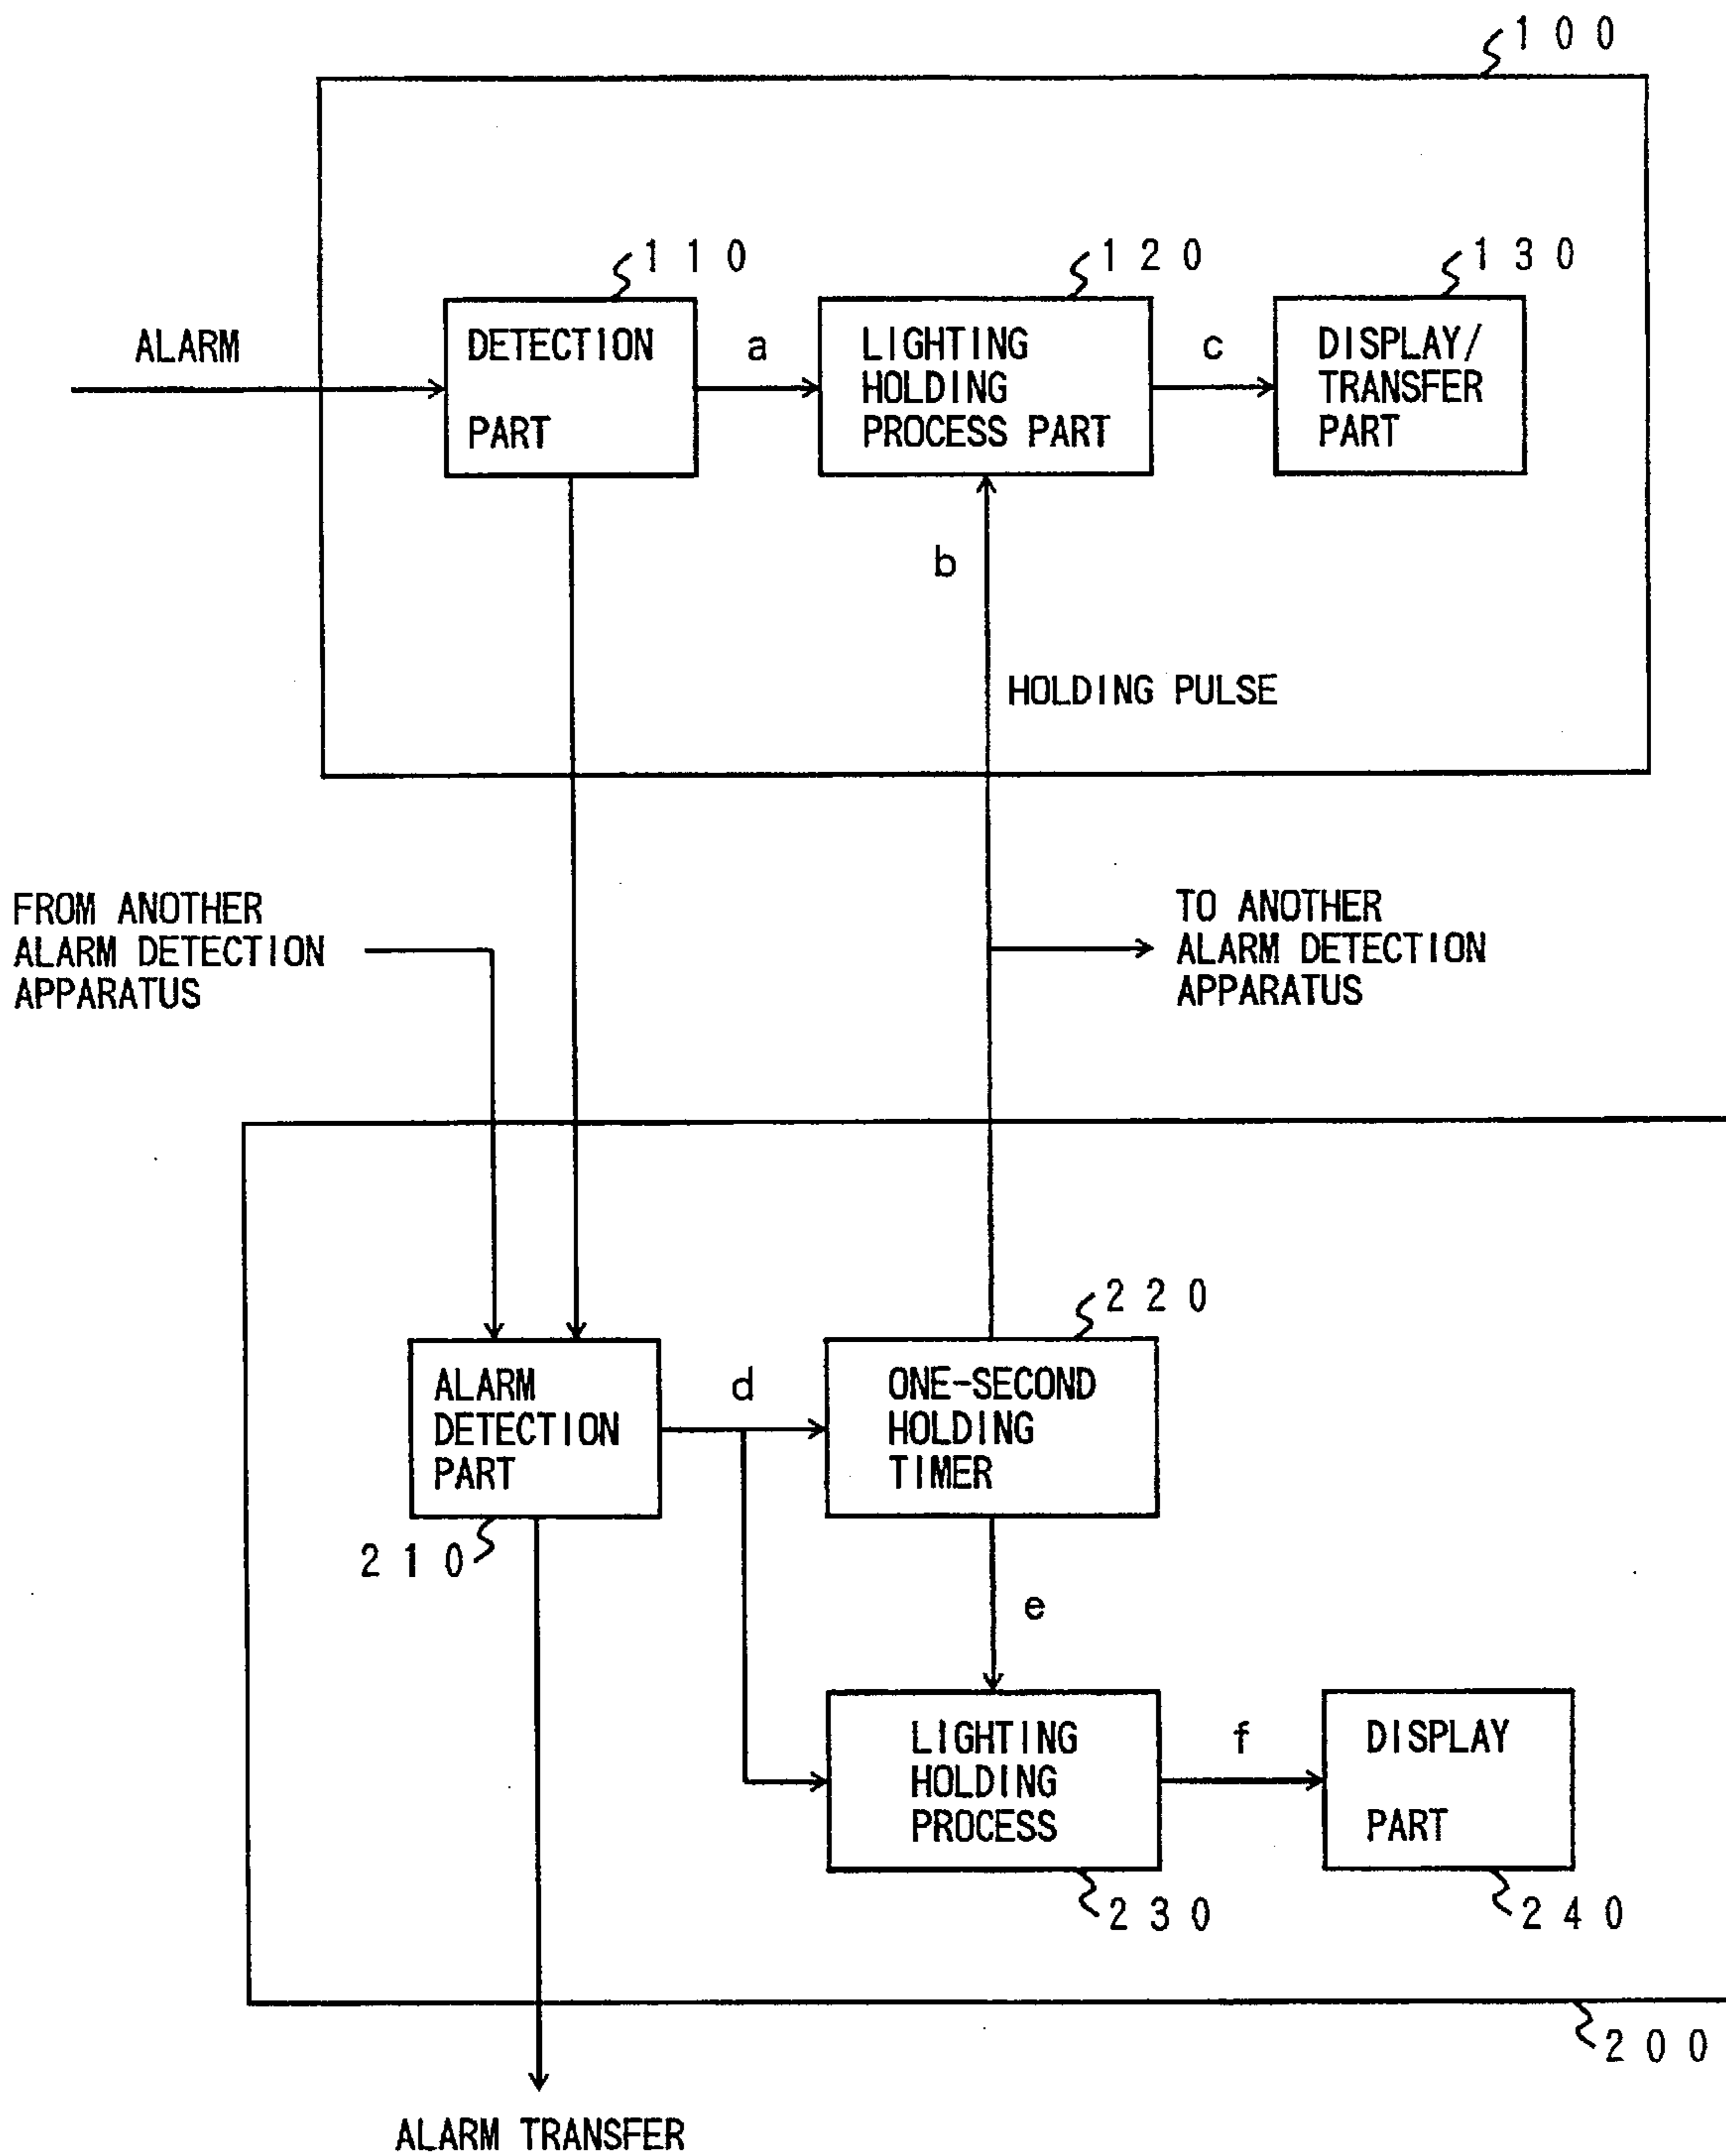 100
110
120
130
ALARM
DETECTION
PART
a
LIGHTING
HOLDING
PROCESS PART
c
DISPLAY/
TRANSFER
PART
b
HOLDING PULSE
FROM ANOTHER
ALARM DETECTION
APPARATUS
TO ANOTHER
ALARM DETECTION
APPARATUS
220
ALARM
DETECTION
PART
d
ONE-SECOND
HOLDING
TIMER
210
e
LIGHTING
HOLDING
PROCESS
f
DISPLAY
PART
230
240
200
ALARM TRANSFER